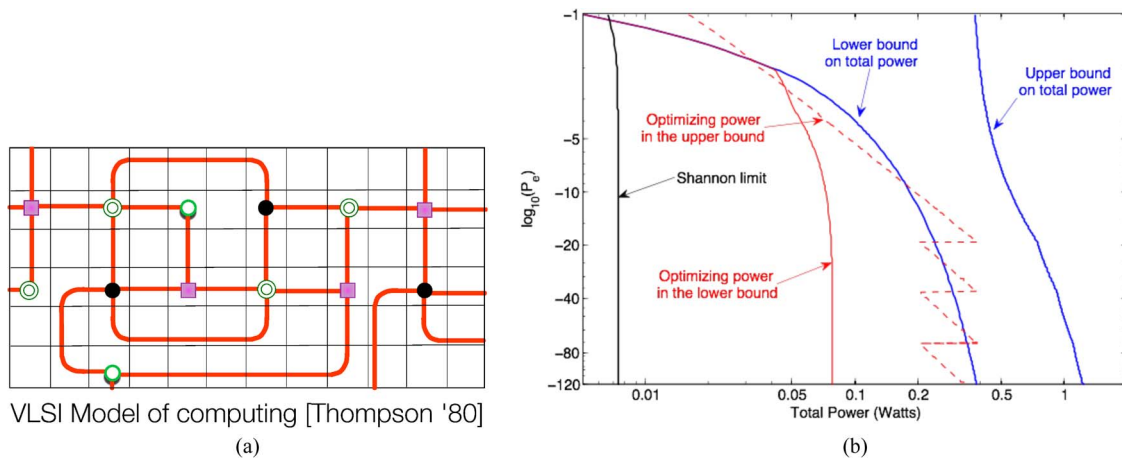 VLSI Model of computing [Thompson '80]
(a)
-1
-5
-10
-20
-40
-80
-120
log10(Pe)
0.01
0.05
0.1
0.2
0.5
1
Total Power (Watts)
Lower bound
on total power
Upper bound
on total power
Optimizing power
in the upper bound
Shannon limit
Optimizing power
in the lower bound
(b)